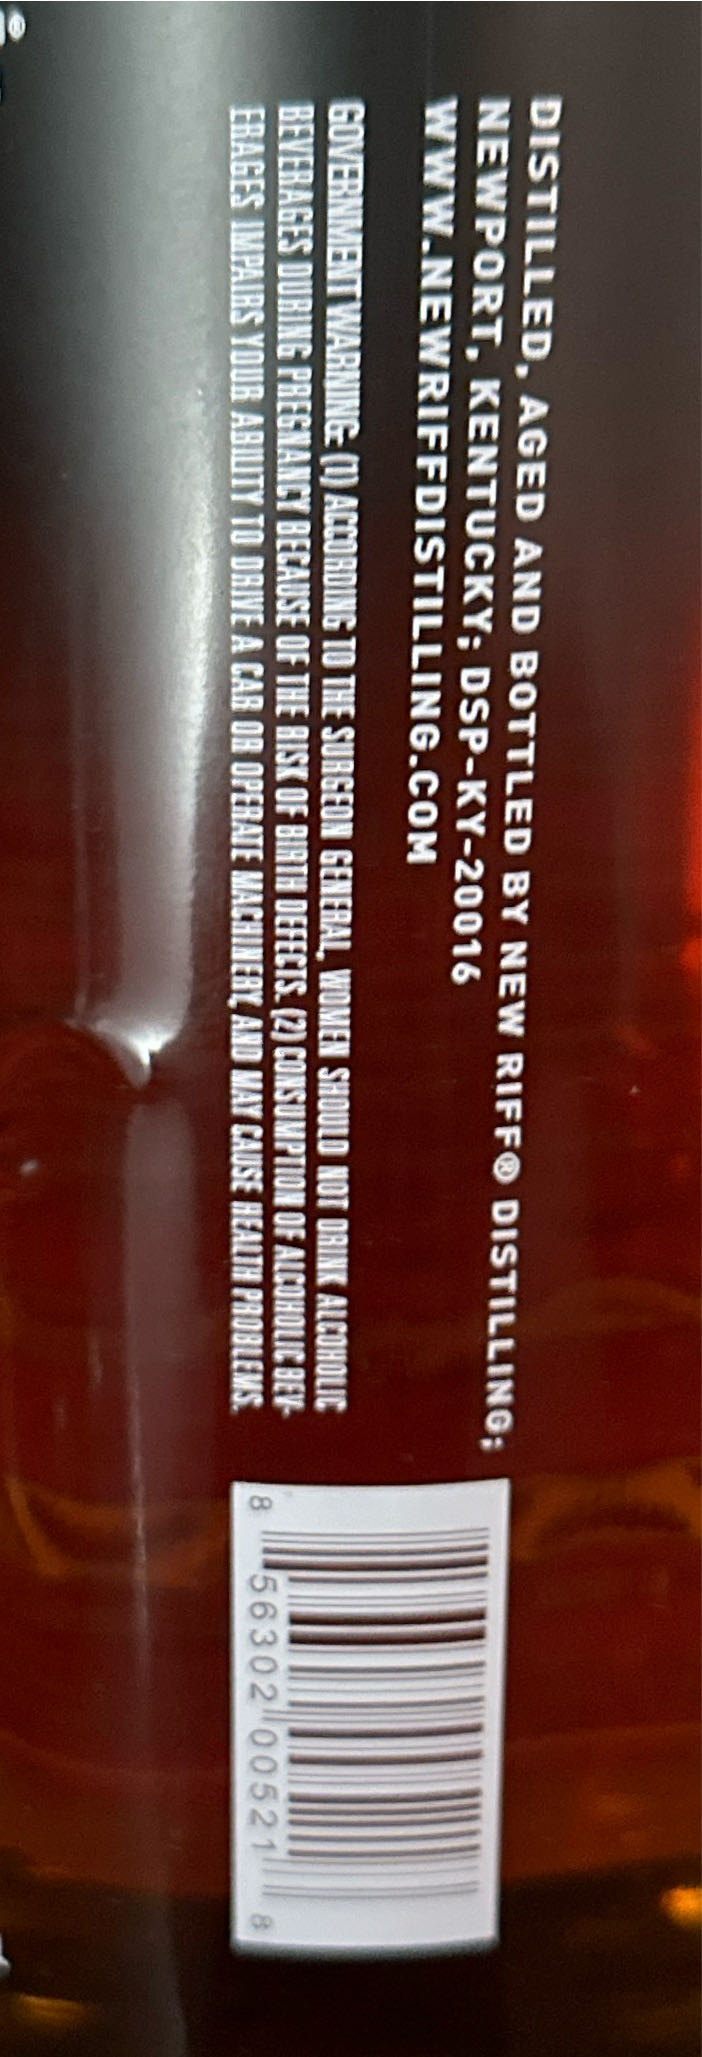 DISTILLED, AGED AND BOTTLED BY NEW RIFF® DISTILLING;
NEWPORT, KENTUCKY; DSP-KY-20016
WWW.NEWRIFFDISTILLING.COM
GOVERNMENT WARNING: (1) ACCORDING TO THE SURGEON GENERAL, WOMEN SHOULD NOT DRINK ALCOHOLIC
BEVERAGES DURING PREGNANCY BECAUSE OF THE RISK OF BIRTH DEFECTS. (2) CONSUMPTION OF ALCOHOLIC BEV-
ERAGES IMPAIRS YOUR ABILITY TO DRIVE A CAR OR OPERATE MACHINERY, AND MAY CAUSE HEALTH PROBLEMS.
8 56302 00521 8
®